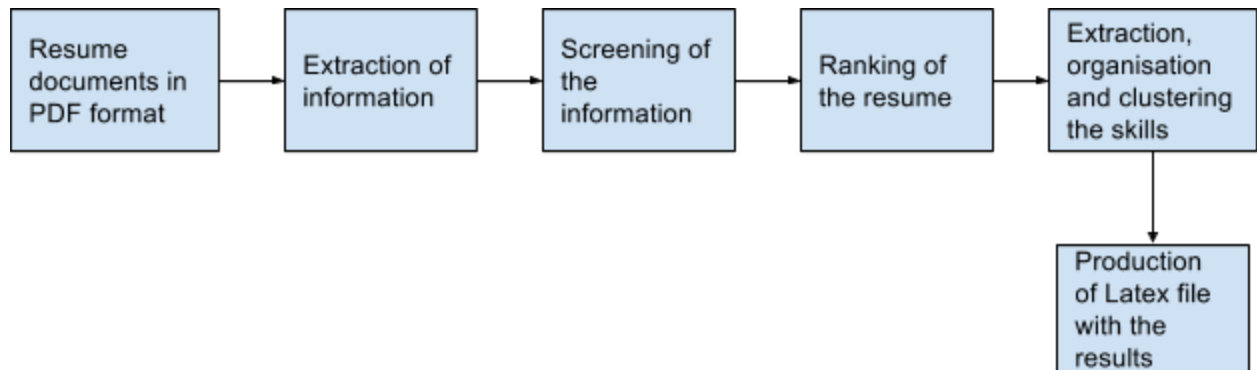 Resume
documents in
PDF format
Extraction of
information
Screening of
the
information
Ranking of
the resume
Extraction,
organisation
and clustering
the skills
Production
of Latex file
with the
results